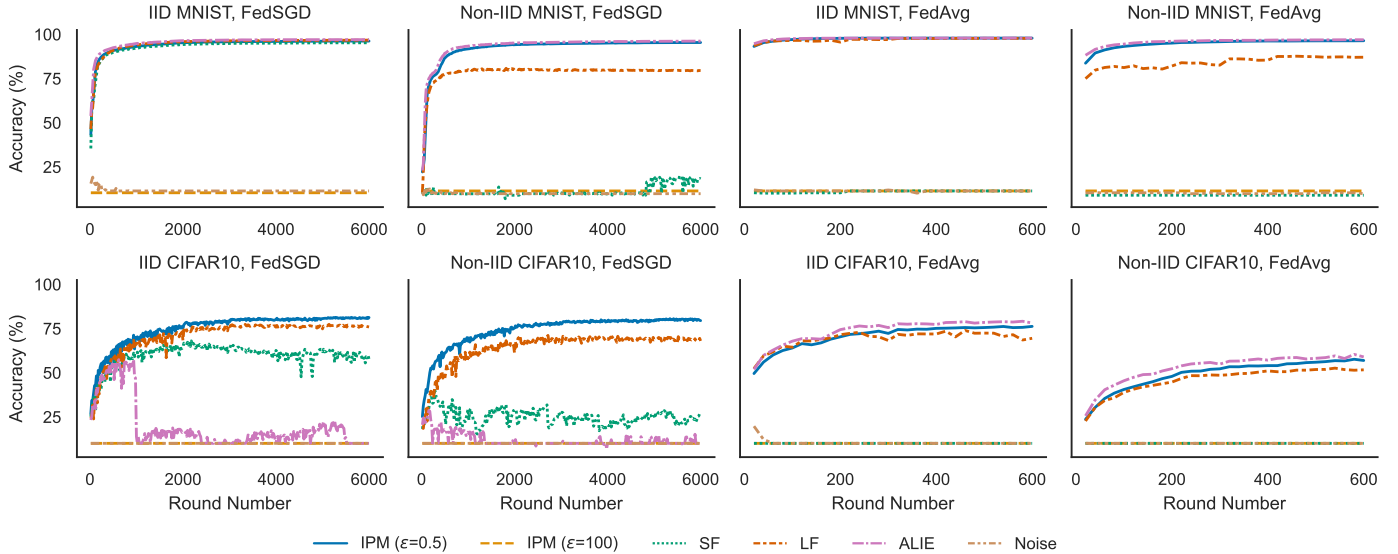 IID MNIST, FedSGD
Non-IID MNIST, FedSGD
IID MNIST, FedAvg
Non-IID MNIST, FedAvg
Accuracy (%)
100
75
50
25
0 2000 4000 6000
0 2000 4000 6000
0 200 400 600
0 200 400 600
IID CIFAR10, FedSGD
Non-IID CIFAR10, FedSGD
IID CIFAR10, FedAvg
Non-IID CIFAR10, FedAvg
Accuracy (%)
100
75
50
25
0 2000 4000 6000
0 2000 4000 6000
0 200 400 600
0 200 400 600
Round Number
Round Number
Round Number
Round Number
IPM (ε=0.5) IPM (ε=100) SF LF ALIE Noise